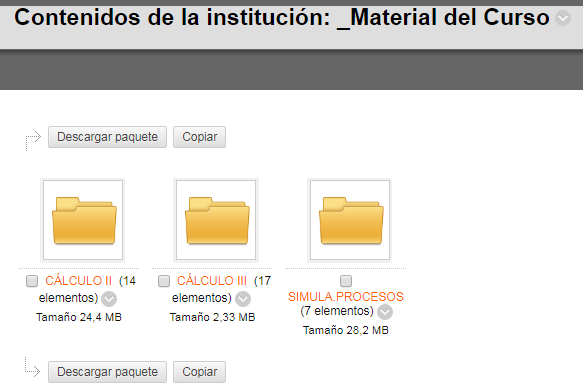 Contenidos de la institución: _Material del Curso
Descargar paquete Copiar
CÁLCULO II (14
elementos)
Tamaño 24,4 MB
CÁLCULO III (17
elementos)
Tamaño 2,33 MB
SIMULA.PROCESOS
(7 elementos)
Tamaño 28,2 MB
Descargar paquete Copiar